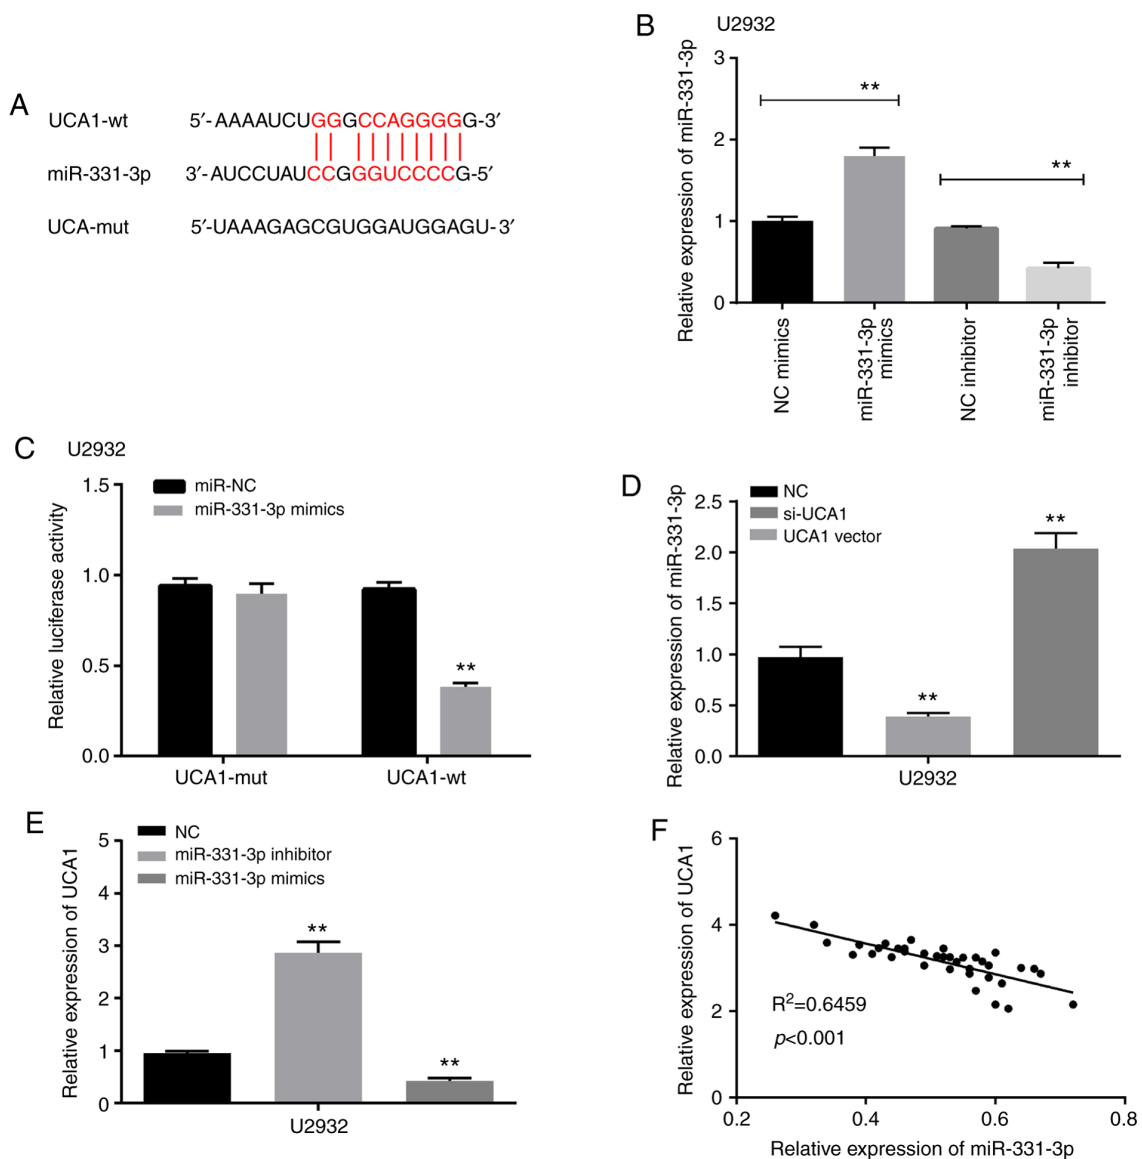 A
UCA1-wt 5′-AAAAUCUGGGCCAGGGGG-3′
miR-331-3p 3′-AUCCUAUCCGGGUCCCCG-5′
UCA-mut 5′-UAAAGAGCGUGGAUGGAGU-3′
B U2932
Relative expression of miR-331-3p
3
2
1
0
**
**
NC mimics
miR-331-3p
mimics
NC inhibitor
miR-331-3p
inhibitor
C U2932
Relative luciferase activity
1.5
1.0
0.5
0.0
miR-NC
miR-331-3p mimics
**
UCA1-mut UCA1-wt
D
Relative expression of miR-331-3p
2.5
2.0
1.5
1.0
0.5
0.0
NC
si-UCA1
UCA1 vector
**
**
U2932
E
Relative expression of UCA1
5
4
3
2
1
0
NC
miR-331-3p inhibitor
miR-331-3p mimics
**
**
U2932
F
Relative expression of UCA1
6
4
2
0
R²=0.6459
p<0.001
0.2 0.4 0.6 0.8
Relative expression of miR-331-3p